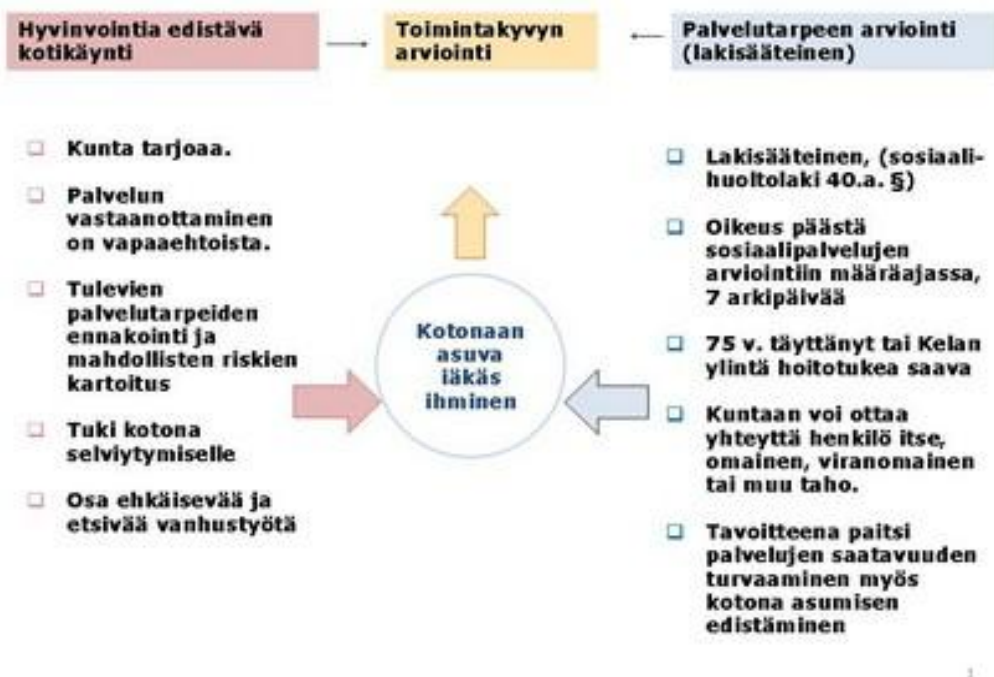 Hyvinvointia edistävä
kotikäynti
Toimintakyvyn
arviointi
Palvelutarpeen arviointi
(lakisääteinen)
Kunta tarjoaa.
Palvelun
vastaanottaminen
on vapaaehtoista.
Tulevien
palvelutarpeiden
ennakointi ja
mahdollisten riskien
kartoitus
Tuki kotona
selviytymiselle
Osa ehkäisevää ja
etsivää vanhustyötä
Kotonaan
asuva
iäkäs
ihminen
Lakisääteinen, (sosiaali-
huoltolaki 40.a. §)
Oikeus päästä
sosiaalipalvelujen
arviointiin määräajassa,
7 arkipäivää
75 v. täyttänyt tai Kelan
ylintä hoitotukea saava
Kuntaan voi ottaa
yhteyttä henkilö itse,
omainen, viranomainen
tai muu taho.
Tavoitteena paitsi
palvelujen saatavuuden
turvaaminen myös
kotona asumisen
edistäminen
1